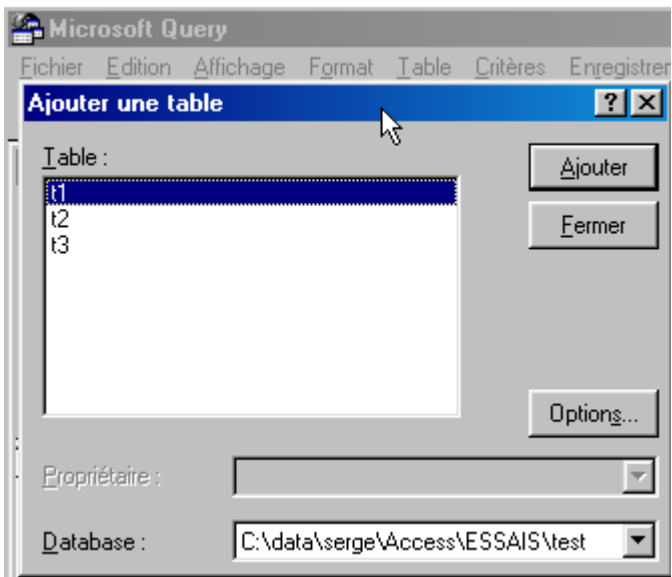 Microsoft Query
Fichier Edition Affichage Format Table Critères Enregistrer
Ajouter une table
Table :
t1
t2
t3
Ajouter
Fermer
Options...
Propriétaire :
Database :
C:\data\serge\Access\ESSAIS\test